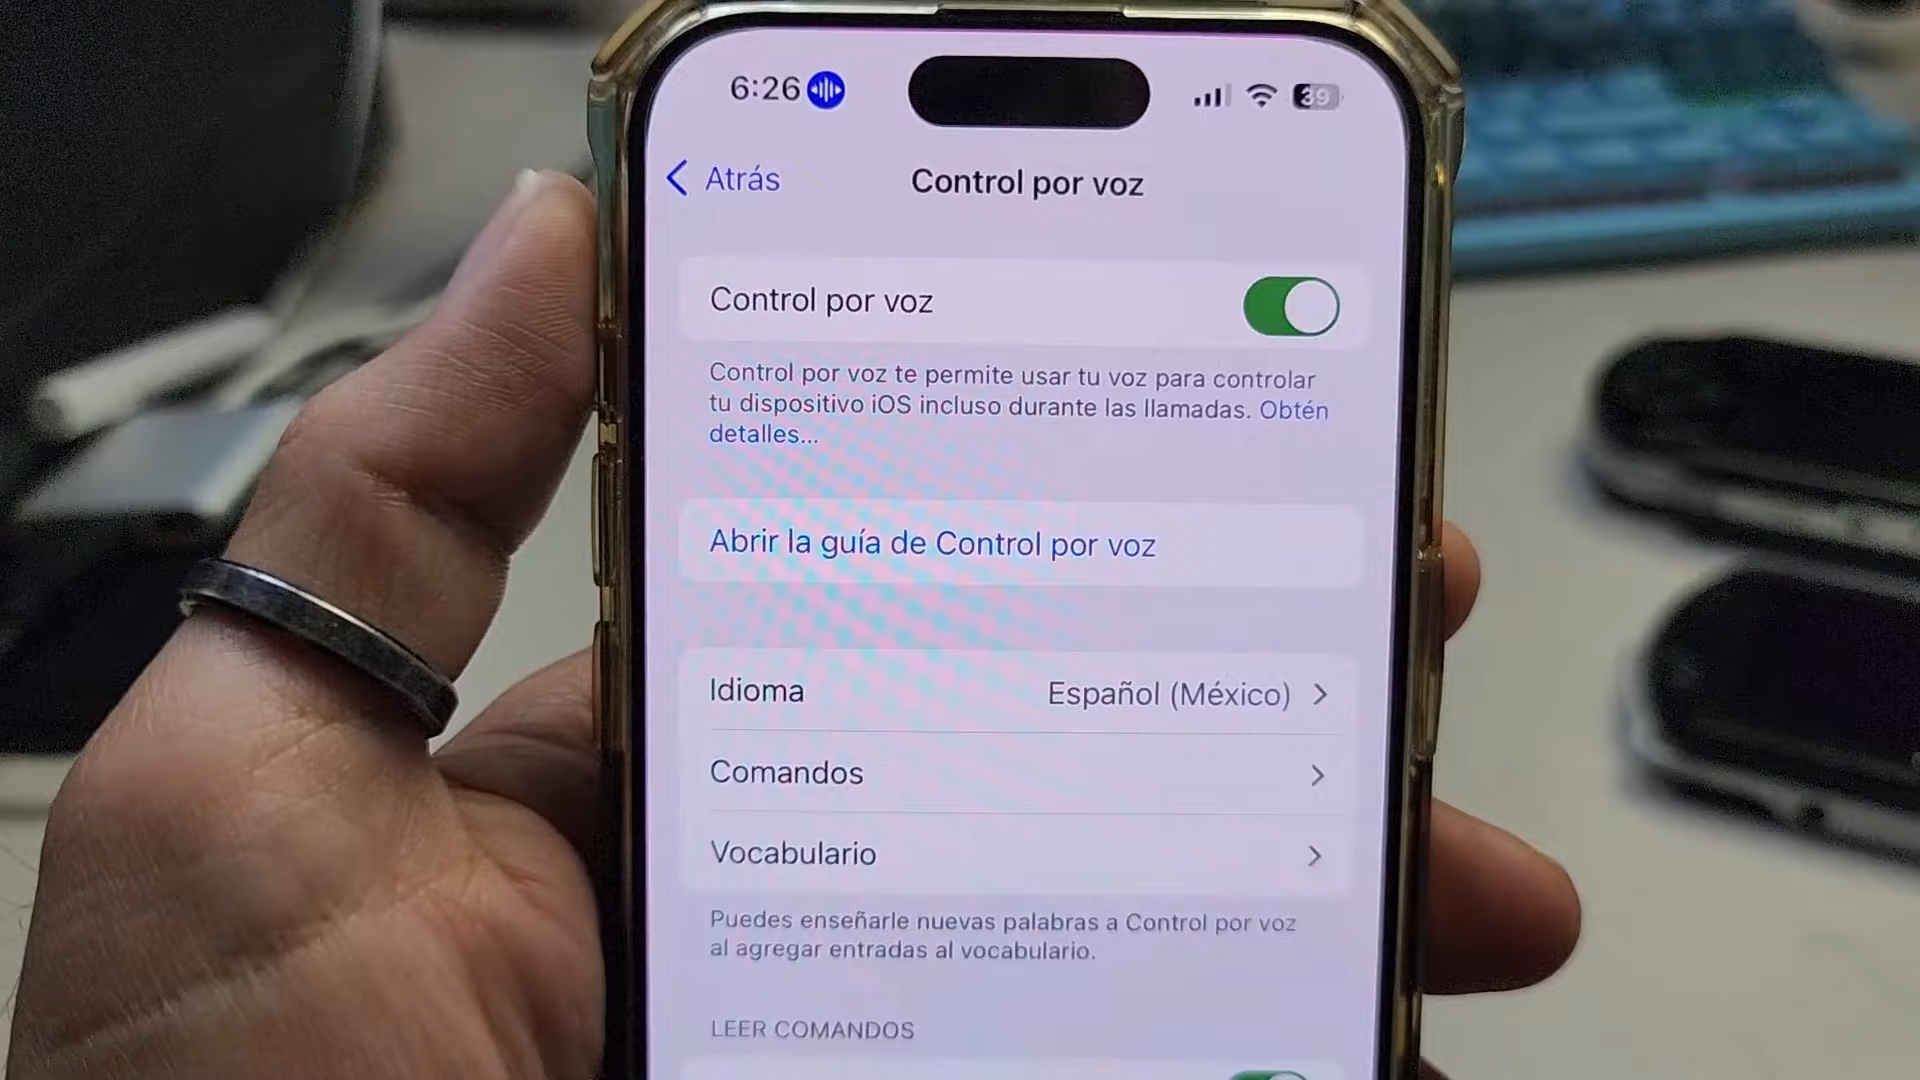 6:26
39
Atrás
Control por voz
Control por voz
Control por voz te permite usar tu voz para controlar
tu dispositivo iOS incluso durante las llamadas. Obtén
detalles...
Abrir la guía de Control por voz
Idioma Español (México)
Comandos
Vocabulario
Puedes enseñarle nuevas palabras a Control por voz
al agregar entradas al vocabulario.
LEER COMANDOS